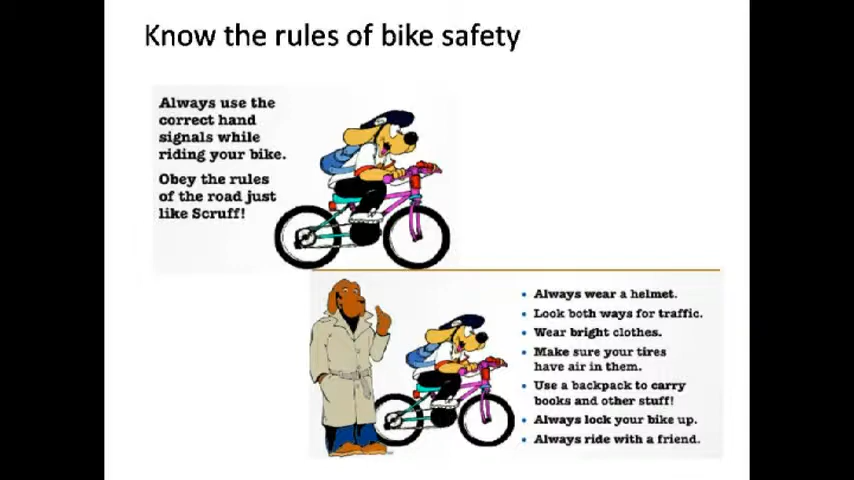 Know the rules of bike safety
Always use the
correct hand
signals while
riding your bike.
Obey the rules
of the road just
like Scruff!
• Always wear a helmet.
• Look both ways for traffic.
• Wear bright clothes.
• Make sure your tires
have air in them.
• Use a backpack to carry
books and other stuff!
• Always lock your bike up.
• Always ride with a friend.